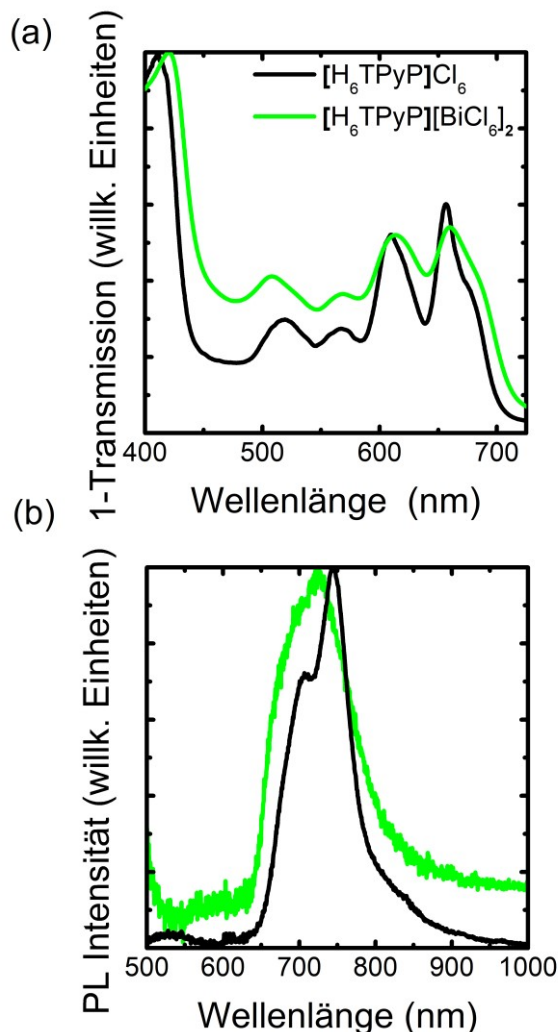 (a)
1-Transmission (willk. Einheiten)
[H₆TPyP]Cl₆
[H₆TPyP][BiCl₆]₂
400 500 600 700
Wellenlänge (nm)
(b)
PL Intensität (willk. Einheiten)
500 600 700 800 900 1000
Wellenlänge (nm)